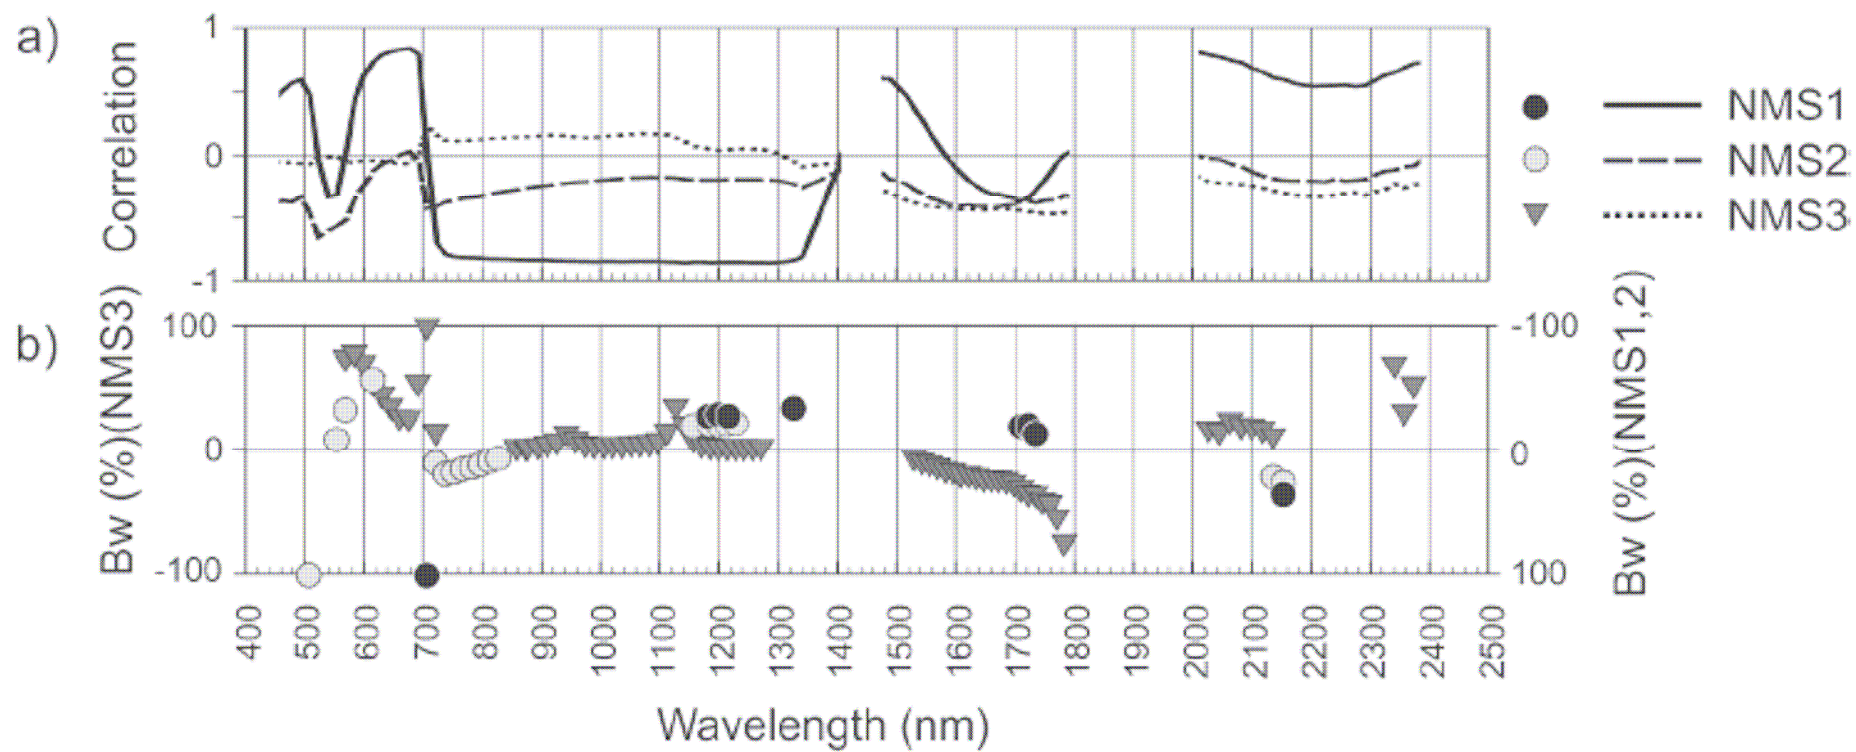 a)
Correlation
1
0
-1
NMS1
NMS2
NMS3
b)
Bw (%)(NMS3)
100
0
-100
-100
0
100
Bw (%)(NMS1,2)
400 500 600 700 800 900 1000 1100 1200 1300 1400 1500 1600 1700 1800 1900 2000 2100 2200 2300 2400 2500
Wavelength (nm)